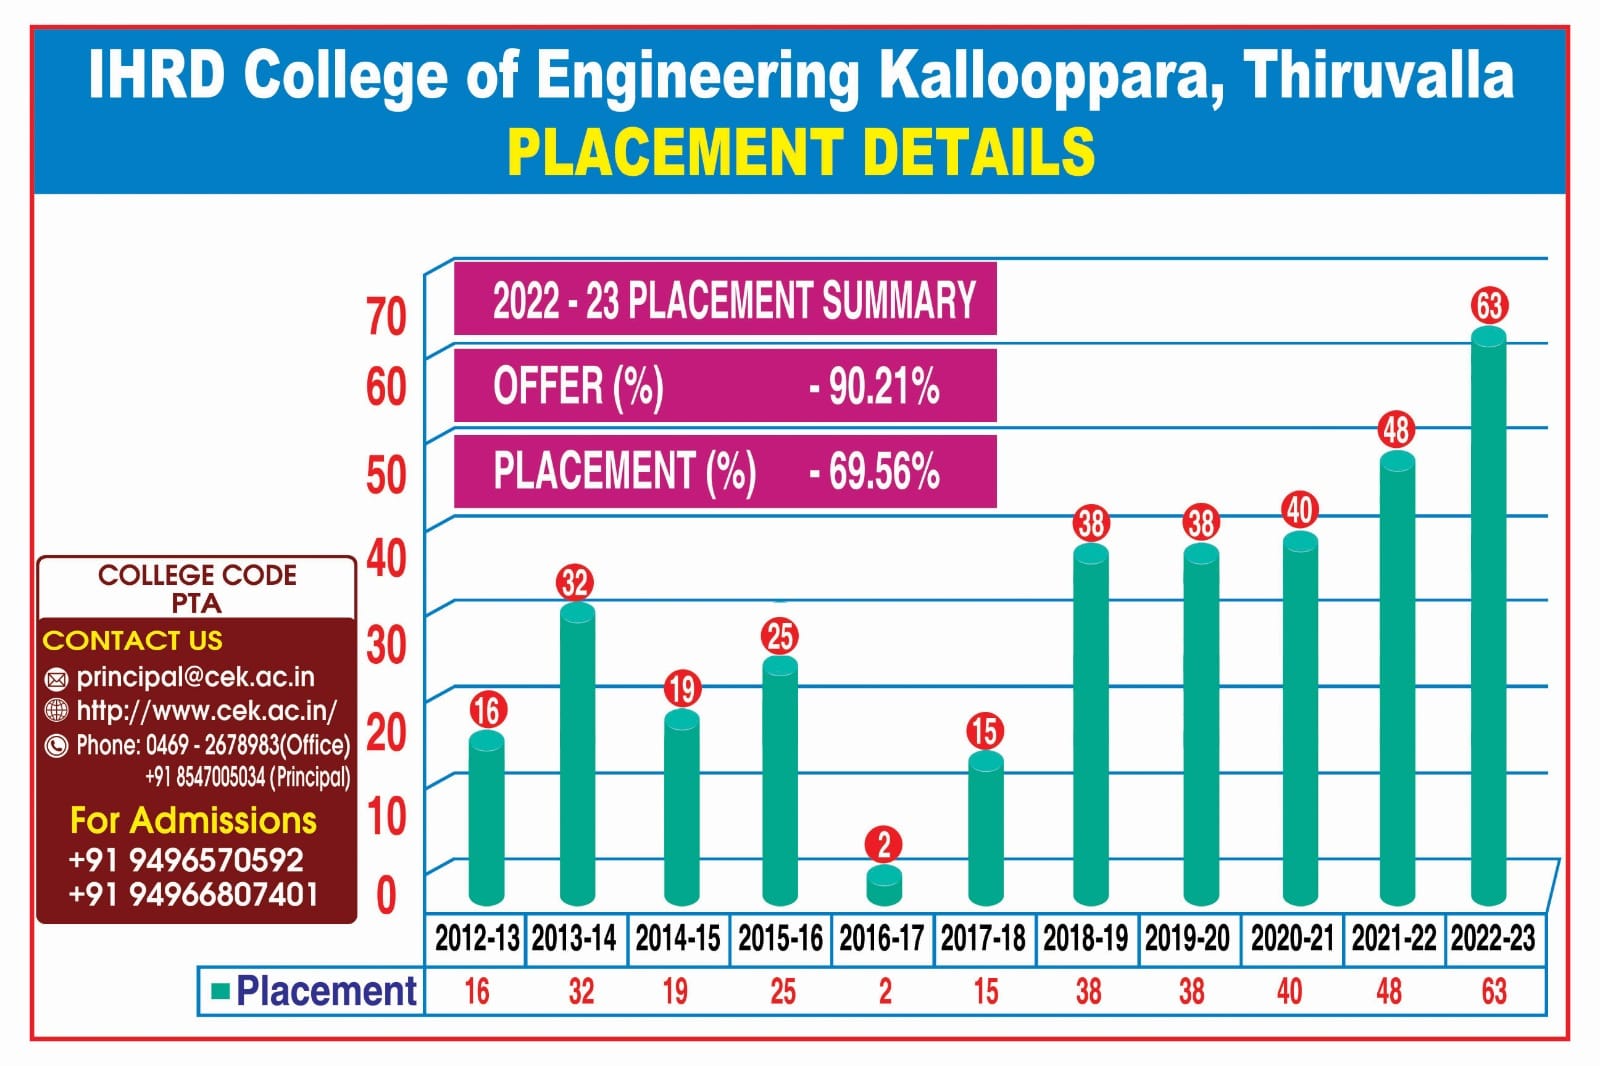 IHRD College of Engineering Kallooppara, Thiruvalla
PLACEMENT DETAILS
2022 - 23 PLACEMENT SUMMARY
OFFER (%) - 90.21%
PLACEMENT (%) - 69.56%
70
60
50
40
30
20
10
0
16
32
19
25
2
15
38
38
40
48
63
2012-13 2013-14 2014-15 2015-16 2016-17 2017-18 2018-19 2019-20 2020-21 2021-22 2022-23
Placement 16 32 19 25 2 15 38 38 40 48 63
COLLEGE CODE
PTA
CONTACT US
principal@cek.ac.in
http://www.cek.ac.in/
Phone: 0469 - 2678983(Office)
+91 8547005034 (Principal)
For Admissions
+91 9496570592
+91 94966807401